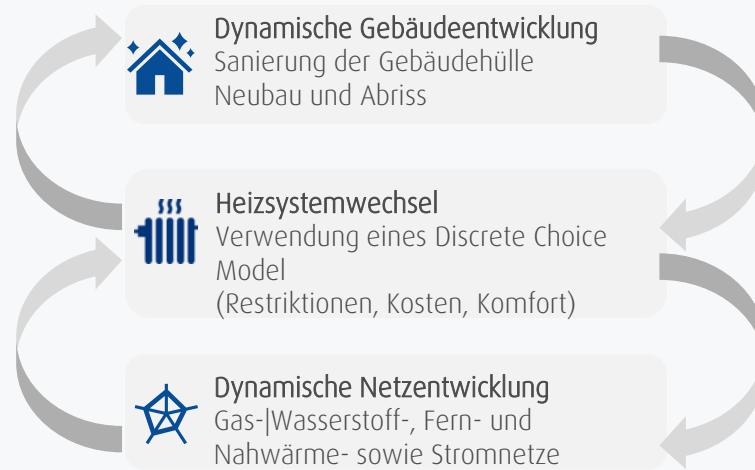 Dynamische Gebäudeentwicklung
Sanierung der Gebäudehülle
Neubau und Abriss
Heizsystemwechsel
Verwendung eines Discrete Choice
Model
(Restriktionen, Kosten, Komfort)
Dynamische Netzentwicklung
Gas-|Wasserstoff-, Fern- und
Nahwärme- sowie Stromnetze